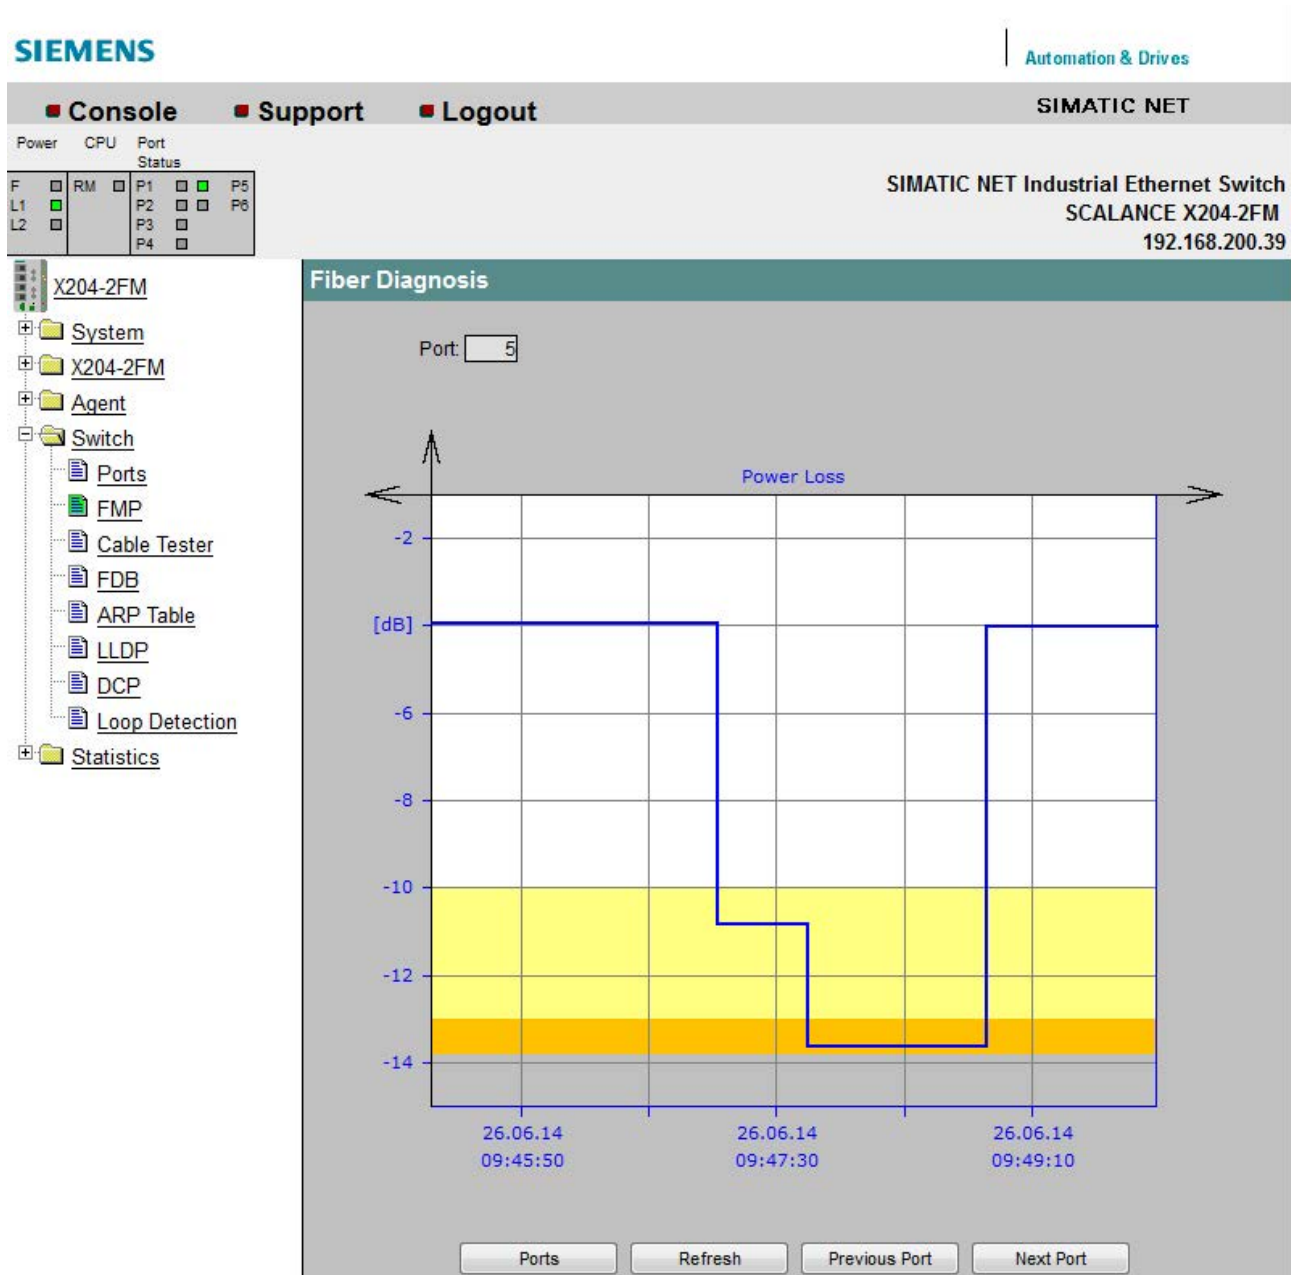 SIEMENS
Automation & Drives
Console Support Logout
SIMATIC NET
Power CPU Port
Status
F RM P1 P5
L1 P2 P6
L2 P3
P4
SIMATIC NET Industrial Ethernet Switch
SCALANCE X204-2FM
192.168.200.39
X204-2FM
System
X204-2FM
Agent
Switch
Ports
FMP
Cable Tester
FDB
ARP Table
LLDP
DCP
Loop Detection
Statistics
Fiber Diagnosis
Port: 5
Power Loss
-2
[dB]
-6
-8
-10
-12
-14
26.06.14 26.06.14 26.06.14
09:45:50 09:47:30 09:49:10
Ports Refresh Previous Port Next Port